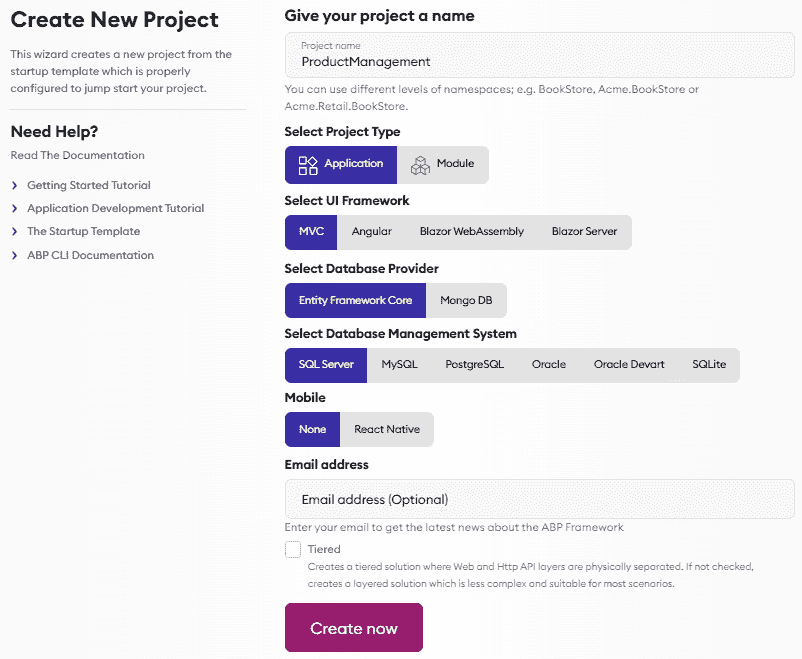 Create New Project
This wizard creates a new project from the
startup template which is properly
configured to jump start your project.
Need Help?
Read The Documentation
Getting Started Tutorial
Application Development Tutorial
The Startup Template
ABP CLI Documentation
Give your project a name
Project name
ProductManagement
You can use different levels of namespaces; e.g. BookStore, Acme.BookStore or
Acme.Retail.BookStore.
Select Project Type
Application Module
Select UI Framework
MVC Angular Blazor WebAssembly Blazor Server
Select Database Provider
Entity Framework Core Mongo DB
Select Database Management System
SQL Server MySQL PostgreSQL Oracle Oracle Devart SQLite
Mobile
None React Native
Email address
Email address (Optional)
Enter your email to get the latest news about the ABP Framework
Tiered
Creates a tiered solution where Web and Http API layers are physically separated. If not checked,
creates a layered solution which is less complex and suitable for most scenarios.
Create now